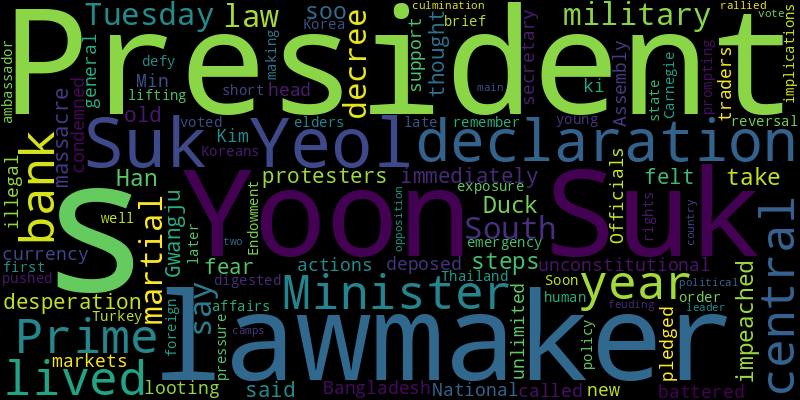 President
Yoon Suk
lawmaker
S
Suk Yeol
declaration
Prime
Minister
year
lived
bank
central
South
law
military
Tuesday
soo
decree
martial
say
said
Han
Duck
steps
felt
take
old
protesters
immediately
desperation
markets
looting
fear
actions
deposed
unconstitutional
impeached
pledged
unlimited
Officials
Assembly
secretary
support
thought
traders
implications
reversal
prompting
Carnegie
state
ki
rallied
vote
culmination
brief
Korea
making
head
short
Kim
Min
defy
lifting
general
condemned
massacre
ambassador
illegal
currency
first
pushed
well
Turkey
Gwangju
later
foreign
affairs
pressure
digested
Endowment
two
camps
voted
Koreans
elders
late
remember
young
main
exposure
emergency
opposition
Thailand
Soon
human
order
policy
rights
country
political
leader
feuding
Bangladesh
National
called
new
battered